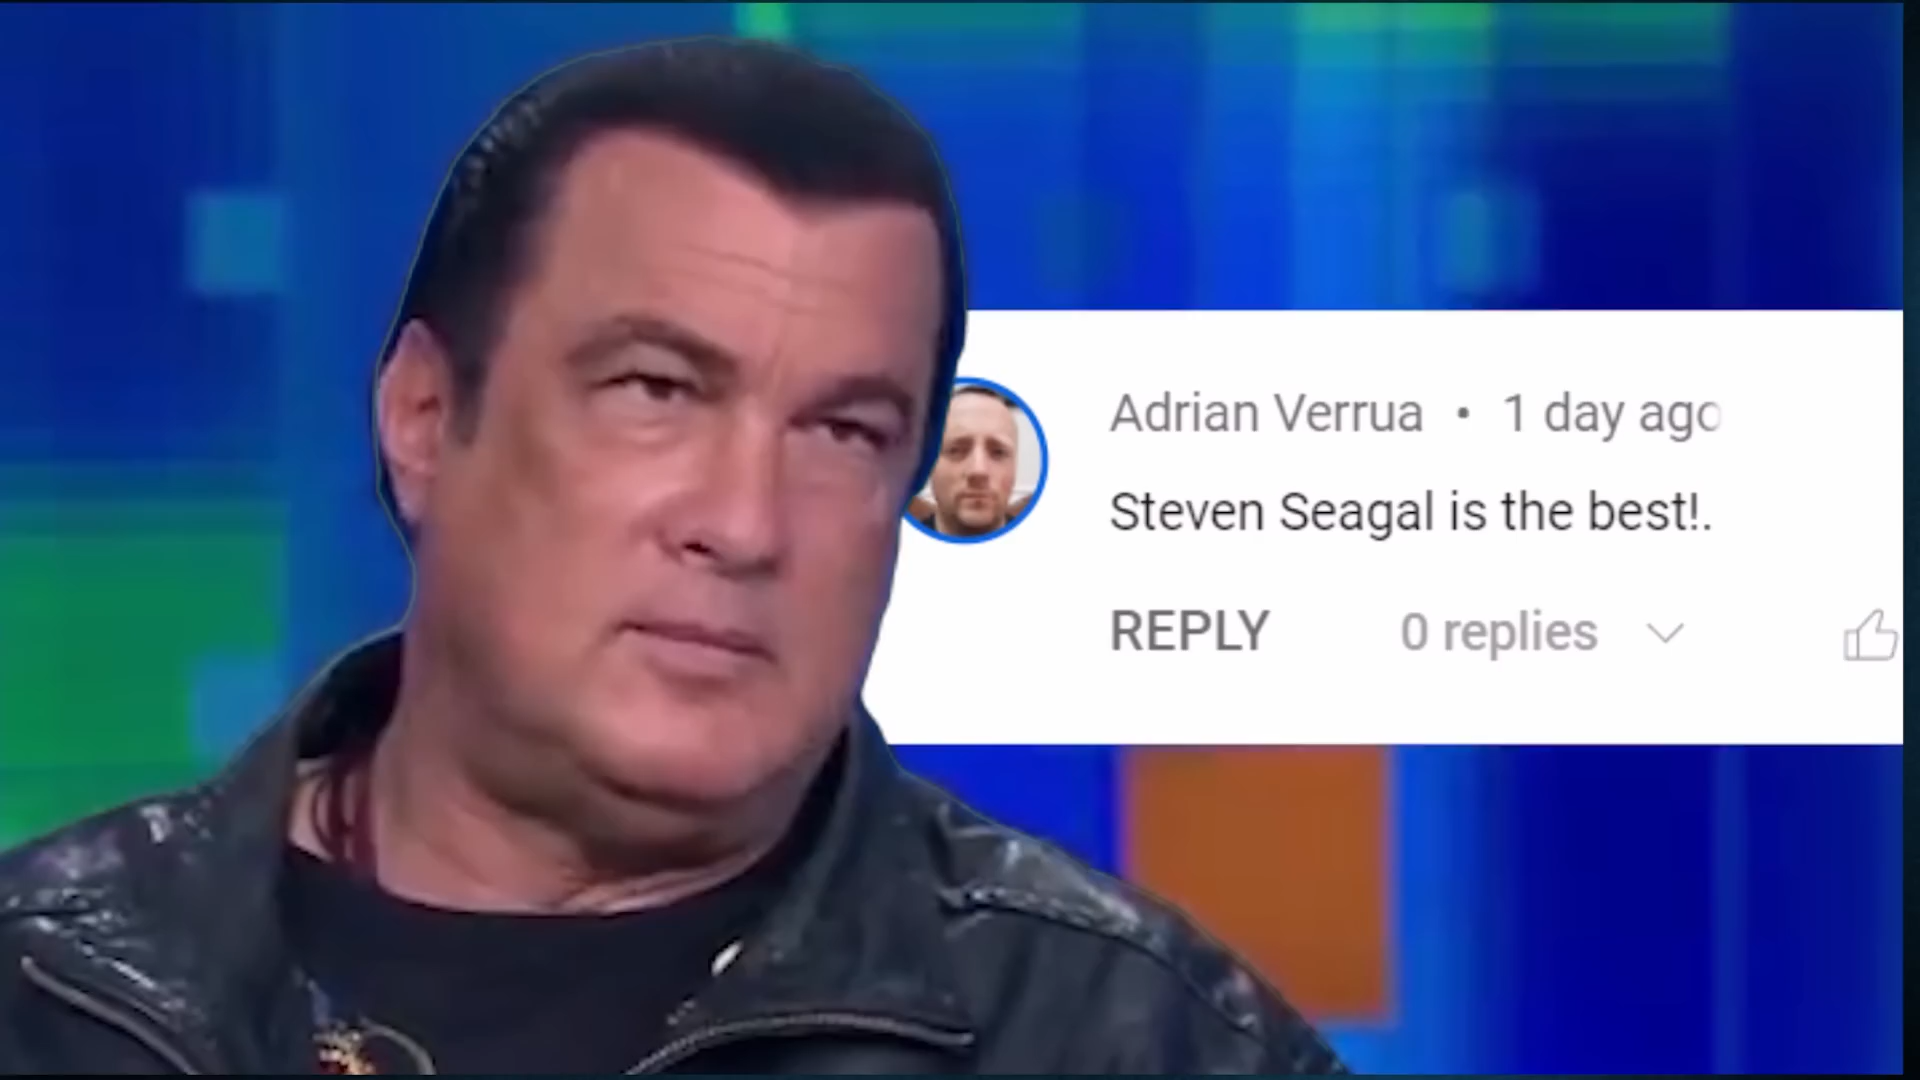 Adrian Verrua • 1 day ago
Steven Seagal is the best!.
REPLY 0 replies